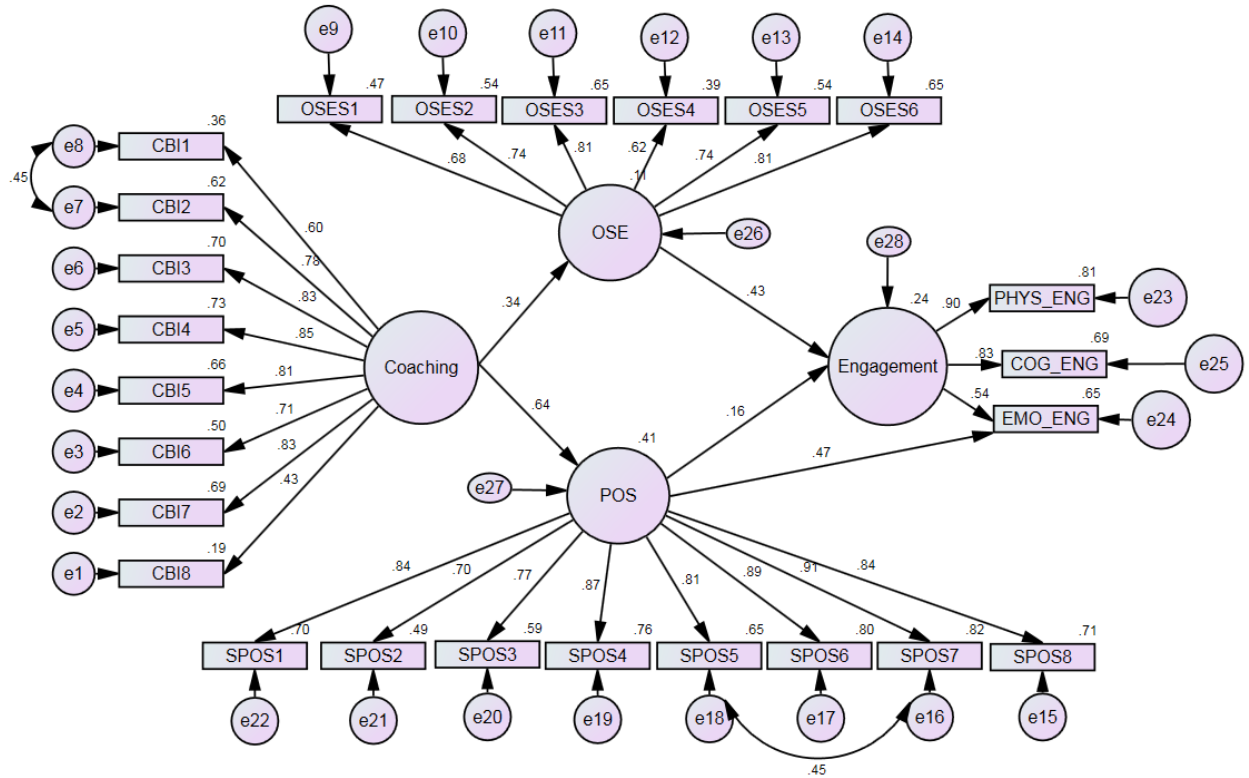 e9
e10
e11
e12
e13
e14
.47
.54
.65
.39
.54
.65
OSES1
OSES2
OSES3
OSES4
OSES5
OSES6
.68
.74
.81
.62
.74
.81
.11
OSE
e26
e8
e7
.45
e6
e5
e4
e3
e2
e1
.36
CBI1
.62
CBI2
.70
CBI3
.73
CBI4
.66
CBI5
.50
CBI6
.69
CBI7
.19
CBI8
.60
.78
.83
.85
.81
.71
.83
.43
Coaching
.34
.64
.43
.16
.47
e28
.24
Engagement
.90
.83
.54
.81
PHYS_ENG
e23
.69
COG_ENG
e25
.65
EMO_ENG
e24
.41
POS
e27
.84
.70
.77
.87
.81
.89
.91
.84
.70
.49
.59
.76
.65
.80
.82
.71
SPOS1
SPOS2
SPOS3
SPOS4
SPOS5
SPOS6
SPOS7
SPOS8
e22
e21
e20
e19
e18
e17
e16
e15
.45